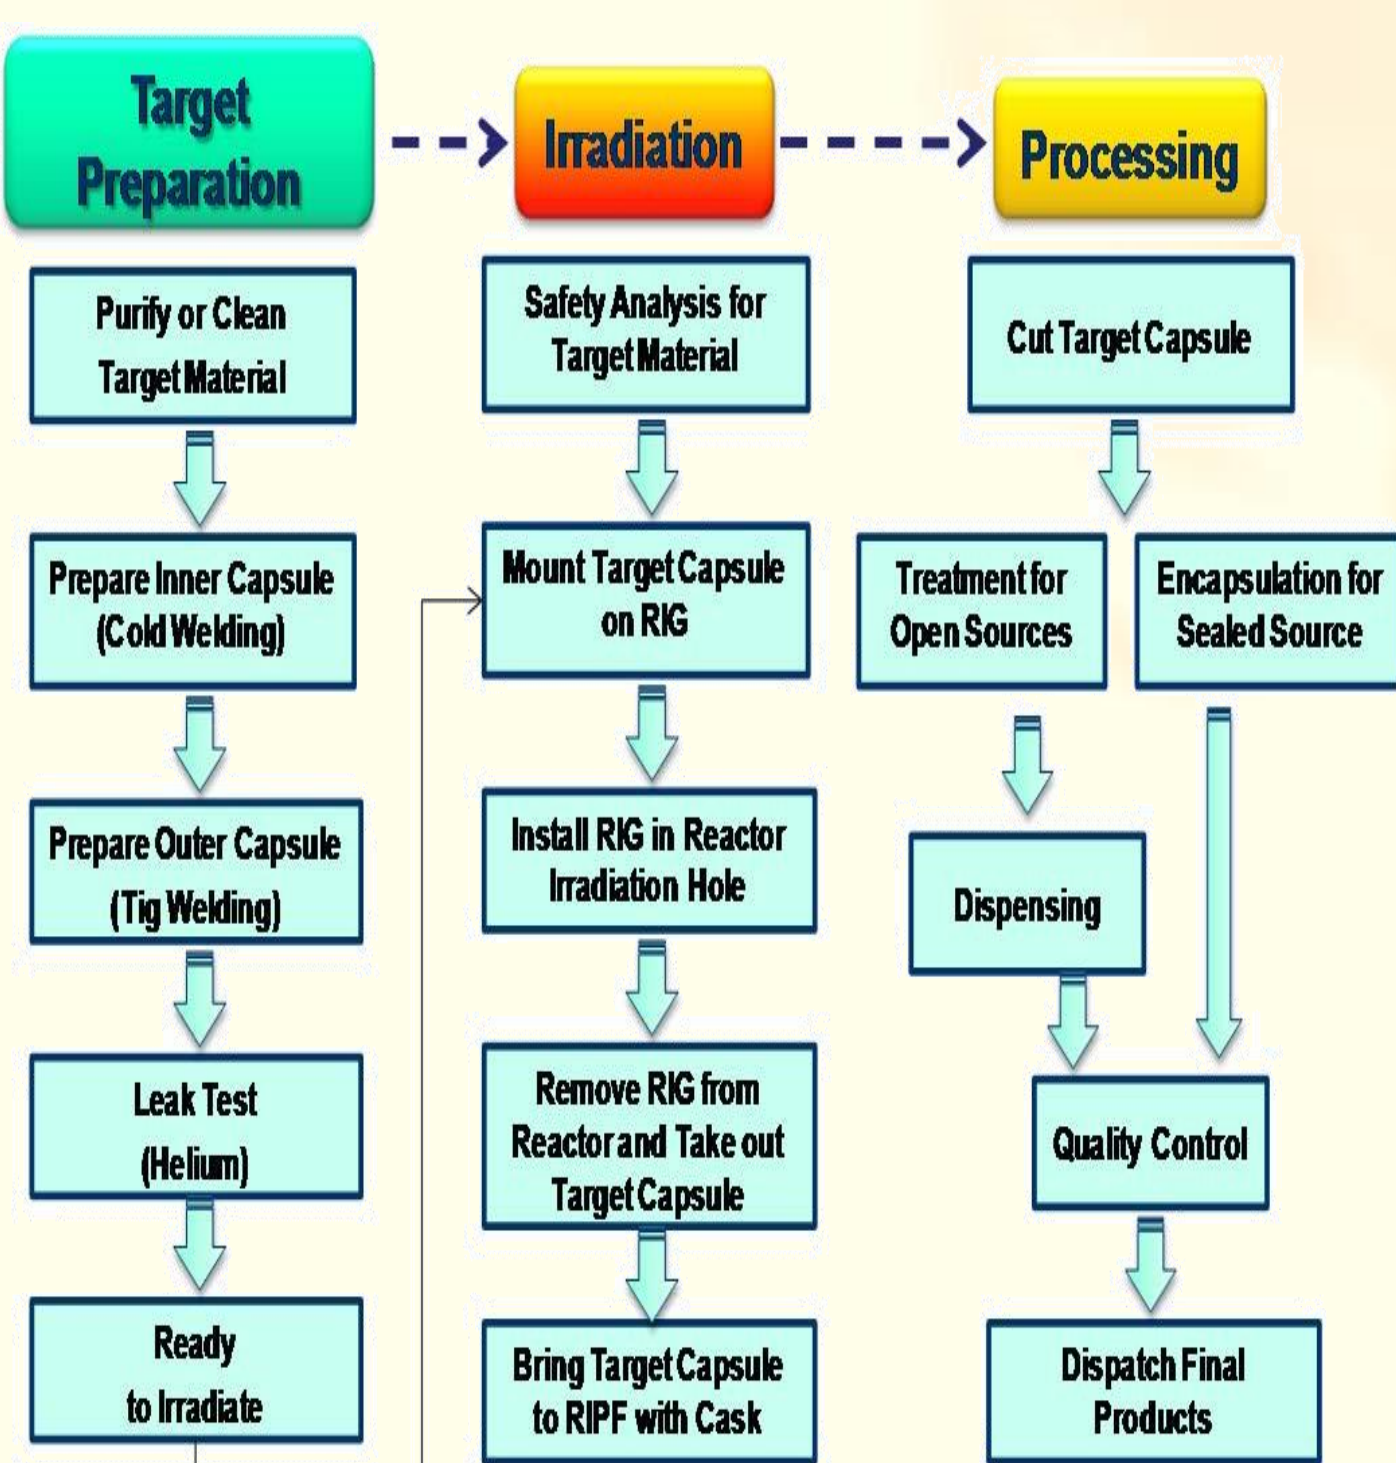 Target
Preparation
Irradiation
Processing
Purify or Clean
Target Material
Prepare Inner Capsule
(Cold Welding)
Prepare Outer Capsule
(Tig Welding)
Leak Test
(Helium)
Ready
to Irradiate
Safety Analysis for
Target Material
Mount Target Capsule
on RIG
Install RIG in Reactor
Irradiation Hole
Remove RIG from
Reactor and Take out
Target Capsule
Bring Target Capsule
to RIPF with Cask
Cut Target Capsule
Treatment for
Open Sources
Encapsulation for
Sealed Source
Dispensing
Quality Control
Dispatch Final
Products